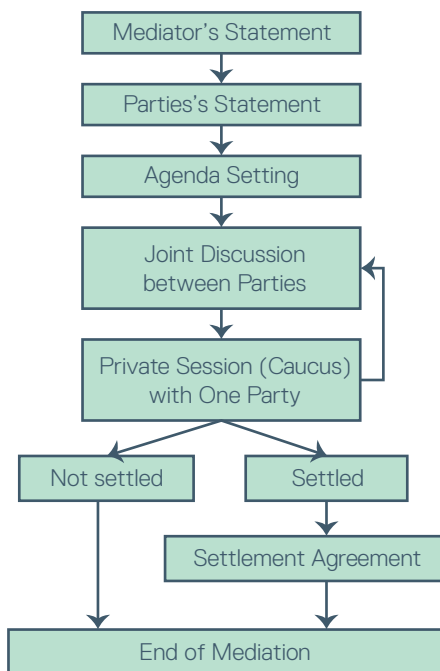 Mediator's Statement
Parties's Statement
Agenda Setting
Joint Discussion
between Parties
Private Session (Caucus)
with One Party
Not settled
Settled
Settlement Agreement
End of Mediation